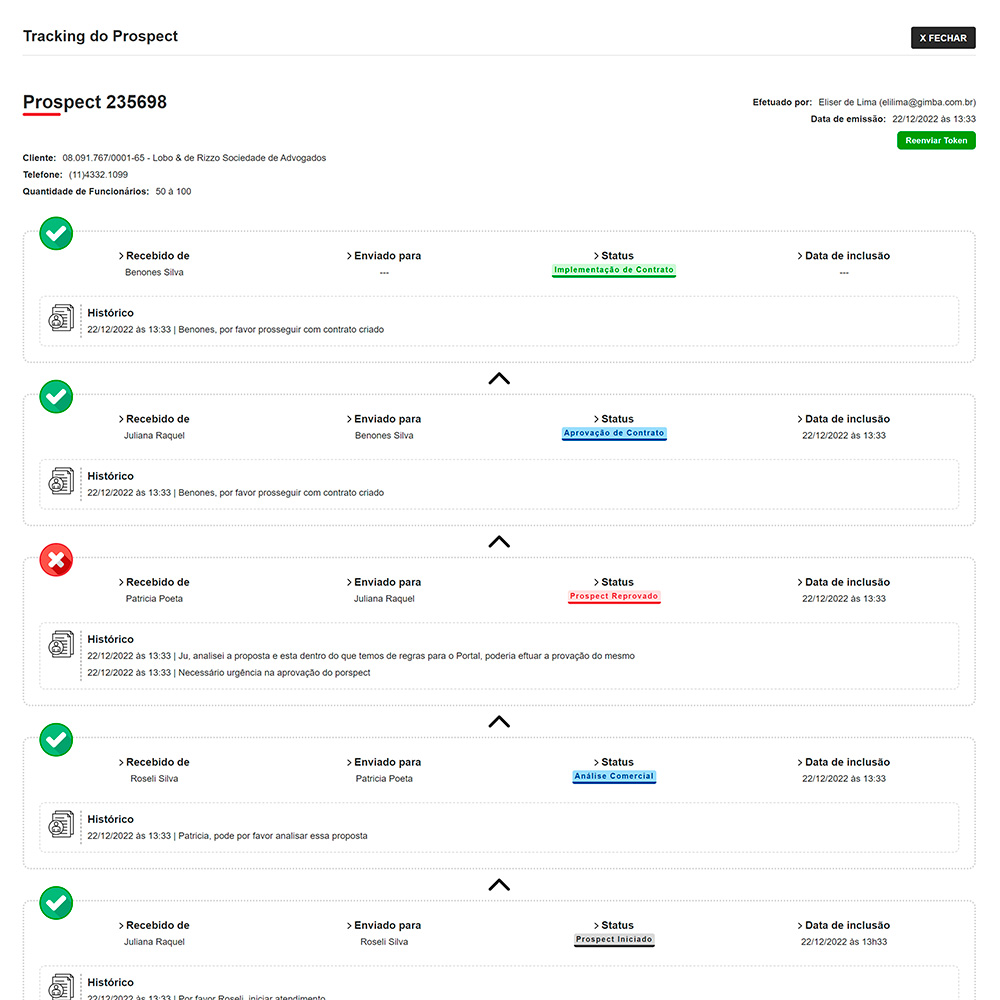 Tracking do Prospect
X FECHAR
Prospect 235698
Efetuado por: Eliser de Lima (elilima@gimba.com.br)
Data de emissão: 22/12/2022 às 13:33
Reenviar Token
Cliente: 08.091.767/0001-65 - Lobo & de Rizzo Sociedade de Advogados
Telefone: (11)4332.1099
Quantidade de Funcionários: 50 à 100
Recebido de Enviado para Status Data de inclusão
Benones Silva --- Implementação de Contrato ---
Histórico
22/12/2022 às 13:33 | Benones, por favor prosseguir com contrato criado
Recebido de Enviado para Status Data de inclusão
Juliana Raquel Benones Silva Aprovação de Contrato 22/12/2022 às 13:33
Histórico
22/12/2022 às 13:33 | Benones, por favor prosseguir com contrato criado
Recebido de Enviado para Status Data de inclusão
Patricia Poeta Juliana Raquel Prospect Reprovado 22/12/2022 às 13:33
Histórico
22/12/2022 às 13:33 | Ju, analisei a proposta e esta dentro do que temos de regras para o Portal, poderia eftuar a provação do mesmo
22/12/2022 às 13:33 | Necessário urgência na aprovação do porspect
Recebido de Enviado para Status Data de inclusão
Roseli Silva Patricia Poeta Análise Comercial 22/12/2022 às 13:33
Histórico
22/12/2022 às 13:33 | Patricia, pode por favor analisar essa proposta
Recebido de Enviado para Status Data de inclusão
Juliana Raquel Roseli Silva Prospect Iniciado 22/12/2022 às 13h33
Histórico
22/12/2022 às 13:33 | Por favor Roseli, iniciar atendimento